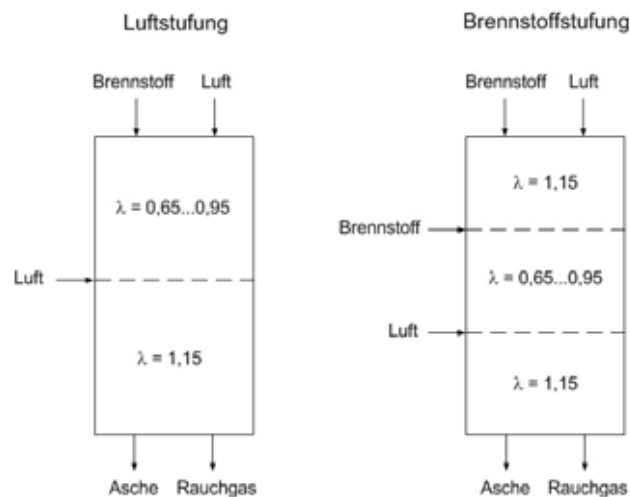 Luftstufung
Brennstoff Luft
λ = 0,65...0,95
Luft
λ = 1,15
Asche Rauchgas
Brennstoffstufung
Brennstoff Luft
λ = 1,15
Brennstoff
λ = 0,65...0,95
Luft
λ = 1,15
Asche Rauchgas